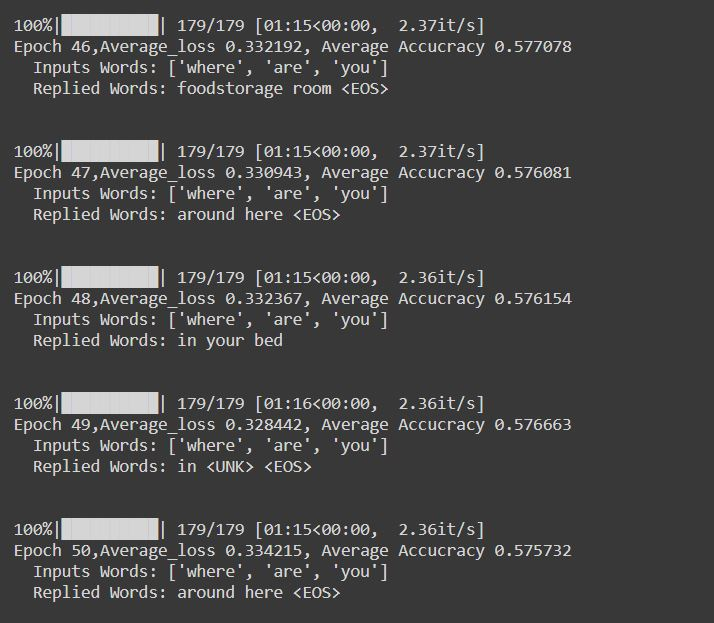 100%|██████████| 179/179 [01:15<00:00,  2.37it/s]
Epoch 46,Average_loss 0.332192, Average Accucracy 0.577078
  Inputs Words: ['where', 'are', 'you']
  Replied Words: foodstorage room <EOS>
100%|██████████| 179/179 [01:15<00:00,  2.37it/s]
Epoch 47,Average_loss 0.330943, Average Accucracy 0.576081
  Inputs Words: ['where', 'are', 'you']
  Replied Words: around here <EOS>
100%|██████████| 179/179 [01:15<00:00,  2.36it/s]
Epoch 48,Average_loss 0.332367, Average Accucracy 0.576154
  Inputs Words: ['where', 'are', 'you']
  Replied Words: in your bed
100%|██████████| 179/179 [01:16<00:00,  2.36it/s]
Epoch 49,Average_loss 0.328442, Average Accucracy 0.576663
  Inputs Words: ['where', 'are', 'you']
  Replied Words: in <UNK> <EOS>
100%|██████████| 179/179 [01:15<00:00,  2.36it/s]
Epoch 50,Average_loss 0.334215, Average Accucracy 0.575732
  Inputs Words: ['where', 'are', 'you']
  Replied Words: around here <EOS>